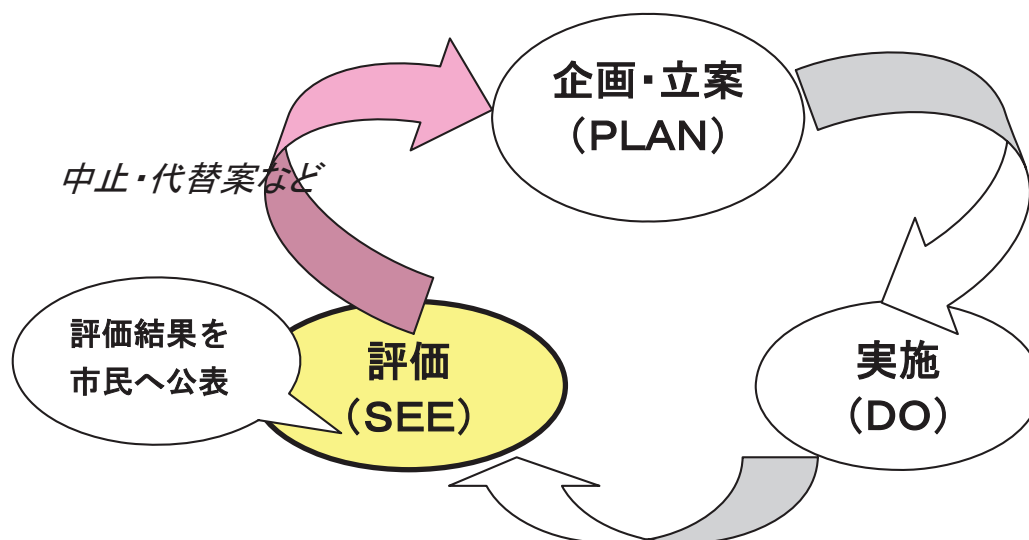 企画・立案
(PLAN)
中止・代替案など
評価結果を
市民へ公表
評価
(SEE)
実施
(DO)